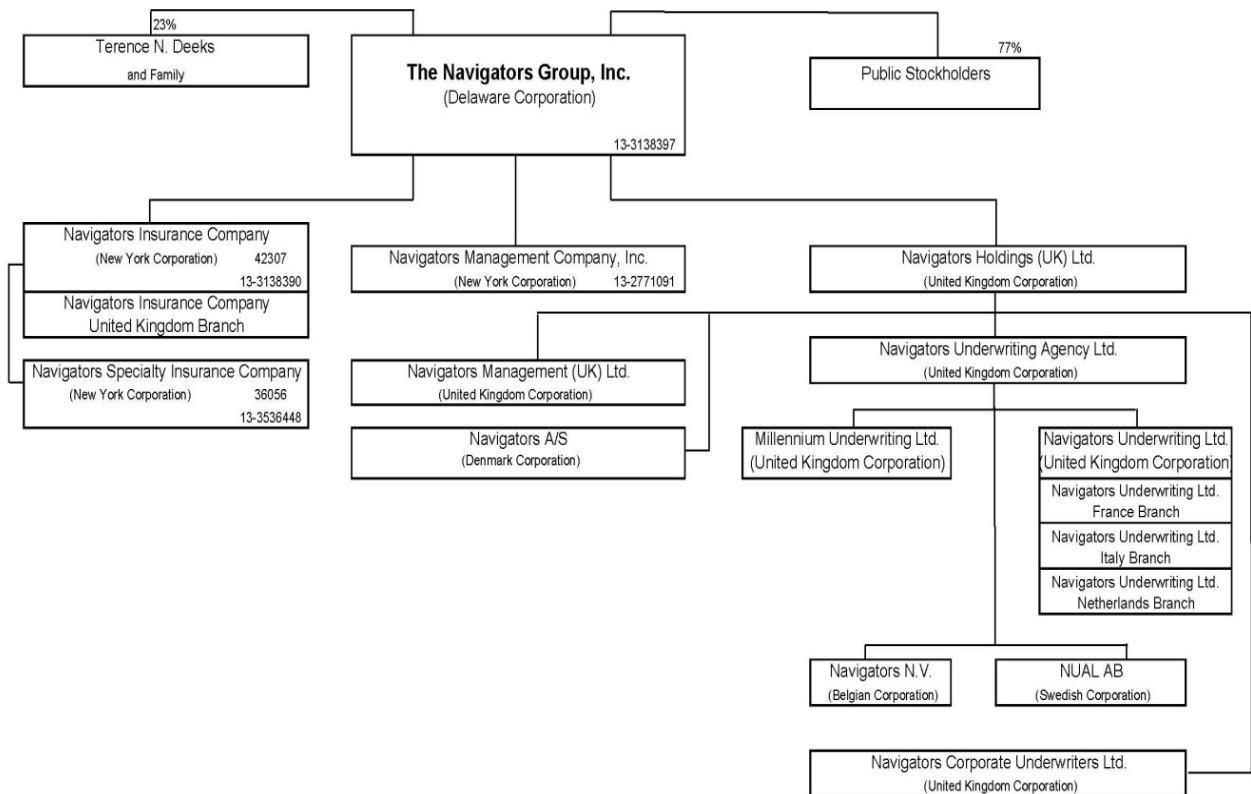 23%
Terence N. Deeks
and Family
The Navigators Group, Inc.
(Delaware Corporation)
13-3138397
77%
Public Stockholders
Navigators Insurance Company
(New York Corporation) 42307
13-3138390
Navigators Insurance Company
United Kingdom Branch
Navigators Specialty Insurance Company
(New York Corporation) 36056
13-3536448
Navigators Management Company, Inc.
(New York Corporation) 13-2771091
Navigators Holdings (UK) Ltd.
(United Kingdom Corporation)
Navigators Management (UK) Ltd.
(United Kingdom Corporation)
Navigators A/S
(Denmark Corporation)
Navigators Underwriting Agency Ltd.
(United Kingdom Corporation)
Millennium Underwriting Ltd.
(United Kingdom Corporation)
Navigators Underwriting Ltd.
(United Kingdom Corporation)
Navigators Underwriting Ltd.
France Branch
Navigators Underwriting Ltd.
Italy Branch
Navigators Underwriting Ltd.
Netherlands Branch
Navigators N.V.
(Belgian Corporation)
NUAL AB
(Swedish Corporation)
Navigators Corporate Underwriters Ltd.
(United Kingdom Corporation)